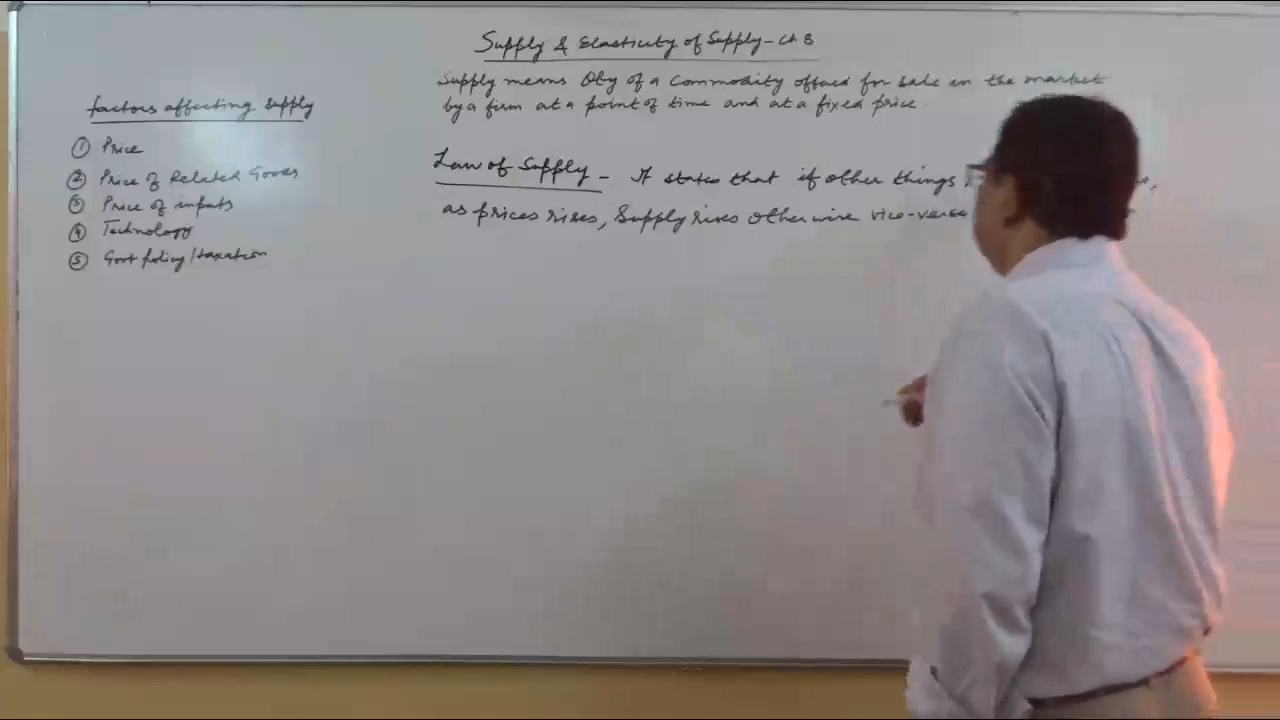 Supply & Elasticity of Supply - Ch 8
Supply means Qty of a Commodity offered for sale in the market
by a firm at a point of time and at a fixed price
Law of Supply - It states that if other things
as prices rises, Supply rises otherwise vice-versa
factors affecting supply
① Price
② Price of Related Goods
③ Price of inputs
④ Technology
⑤ Govt policy/taxation